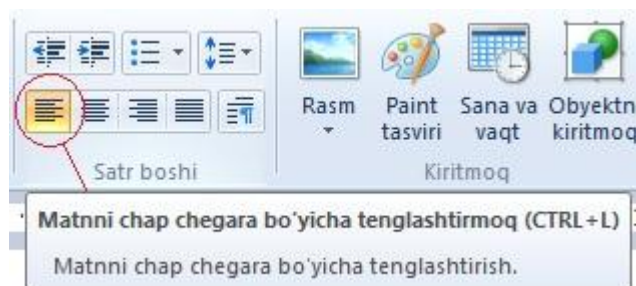 Rasm
Paint tasviri
Sana va vaqt
Obyektn kiritmoq
Satr boshi
Kiritmoq
Matnni chap chegara bo'yicha tenglashtirmoq (CTRL+L)
Matnni chap chegara bo'yicha tenglashtirish.